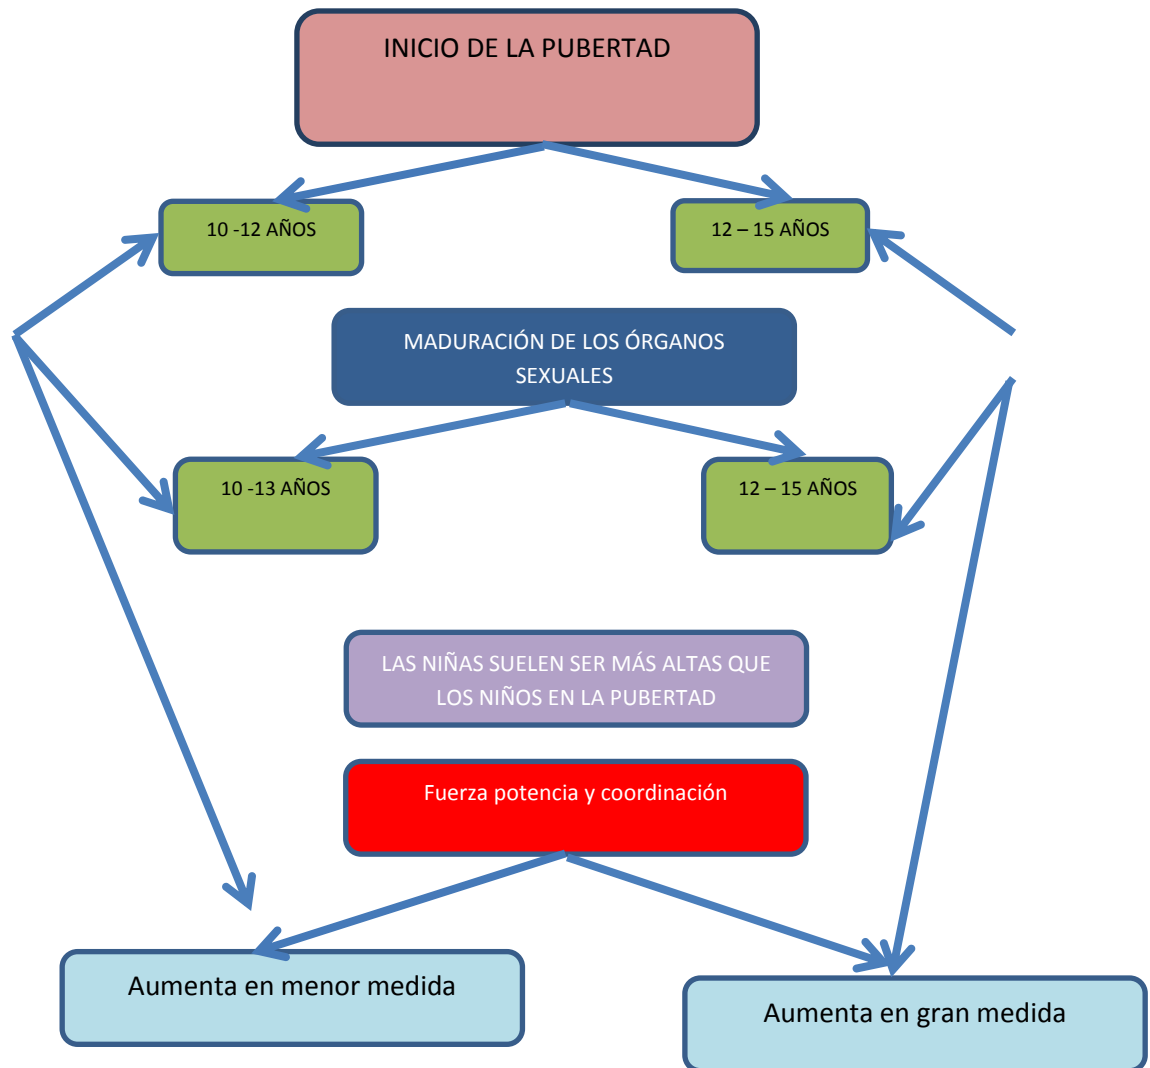 INICIO DE LA PUBERTAD
10 -12 AÑOS
12 – 15 AÑOS
MADURACIÓN DE LOS ÓRGANOS
SEXUALES
10 -13 AÑOS
12 – 15 AÑOS
LAS NIÑAS SUELEN SER MÁS ALTAS QUE
LOS NIÑOS EN LA PUBERTAD
Fuerza potencia y coordinación
Aumenta en menor medida
Aumenta en gran medida